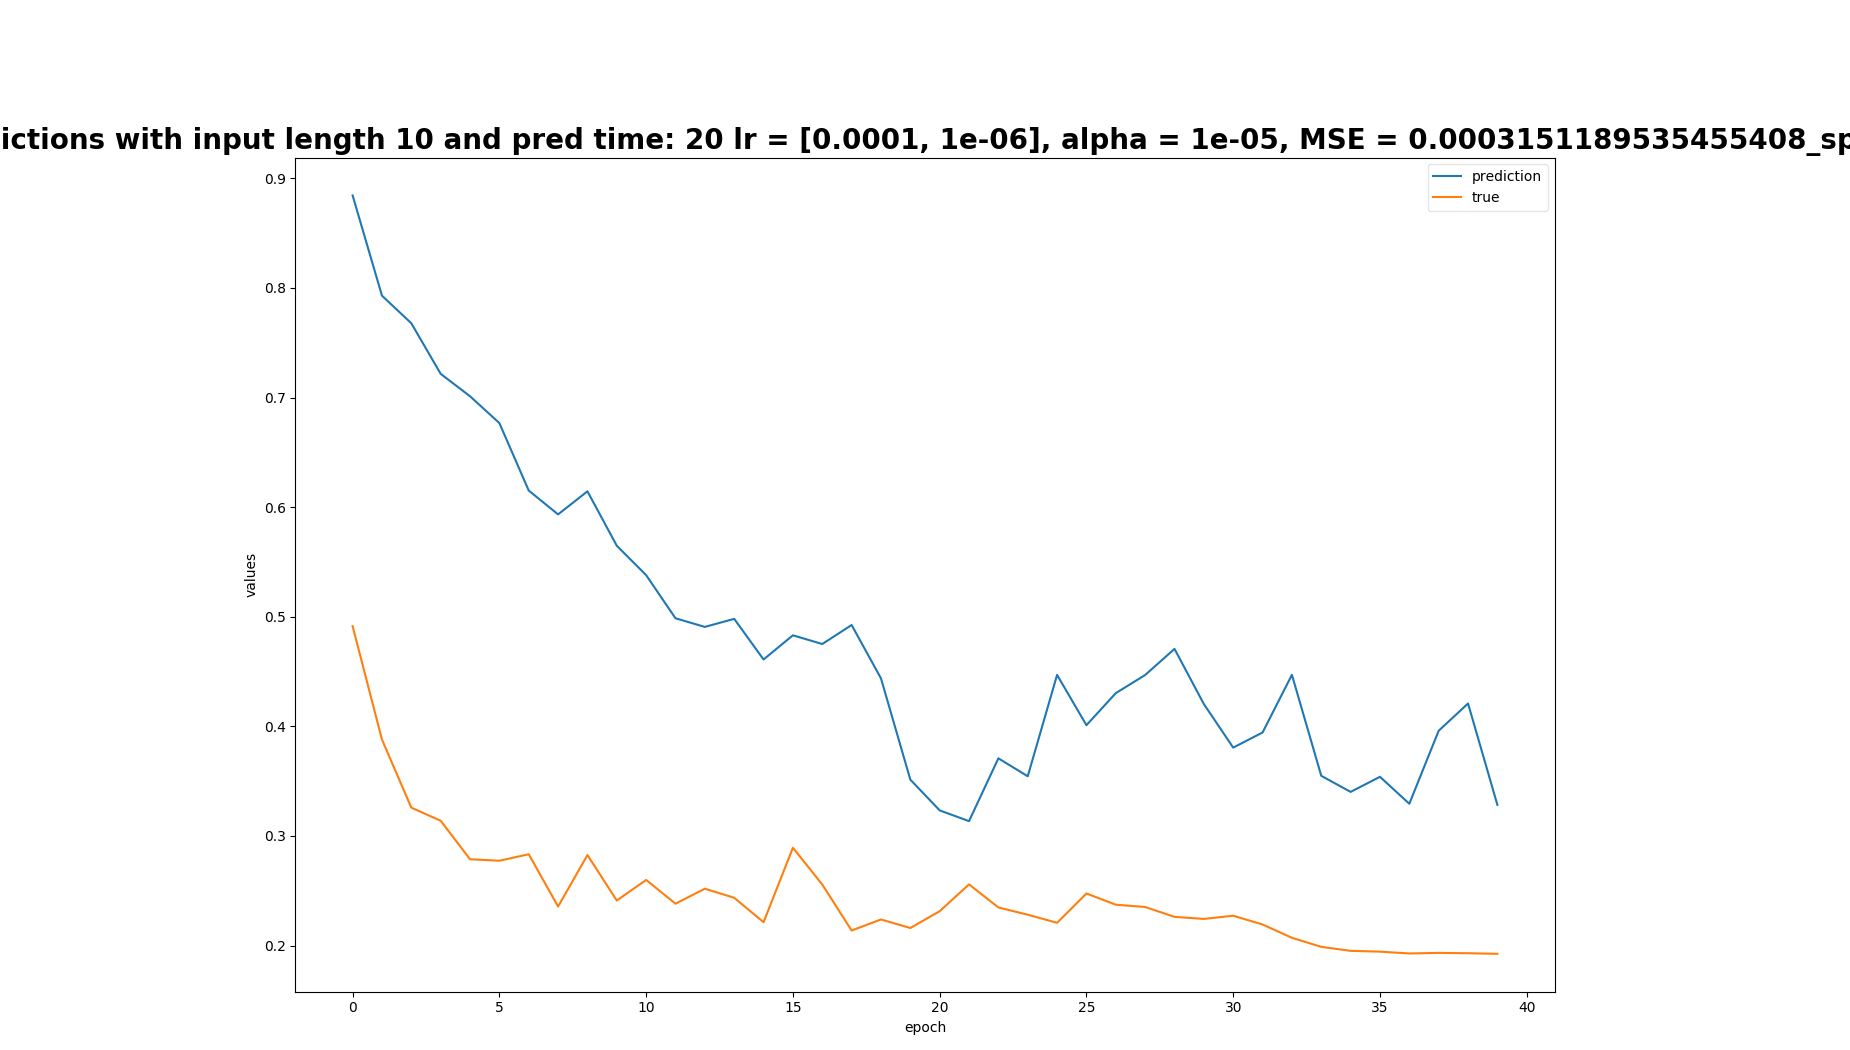 ictions with input length 10 and pred time: 20 lr = [0.0001, 1e-06], alpha = 1e-05, MSE = 0.0003151189535455408_sp
prediction
true
0.9
0.8
0.7
0.6
0.5
0.4
0.3
0.2
values
0 5 10 15 20 25 30 35 40
epoch